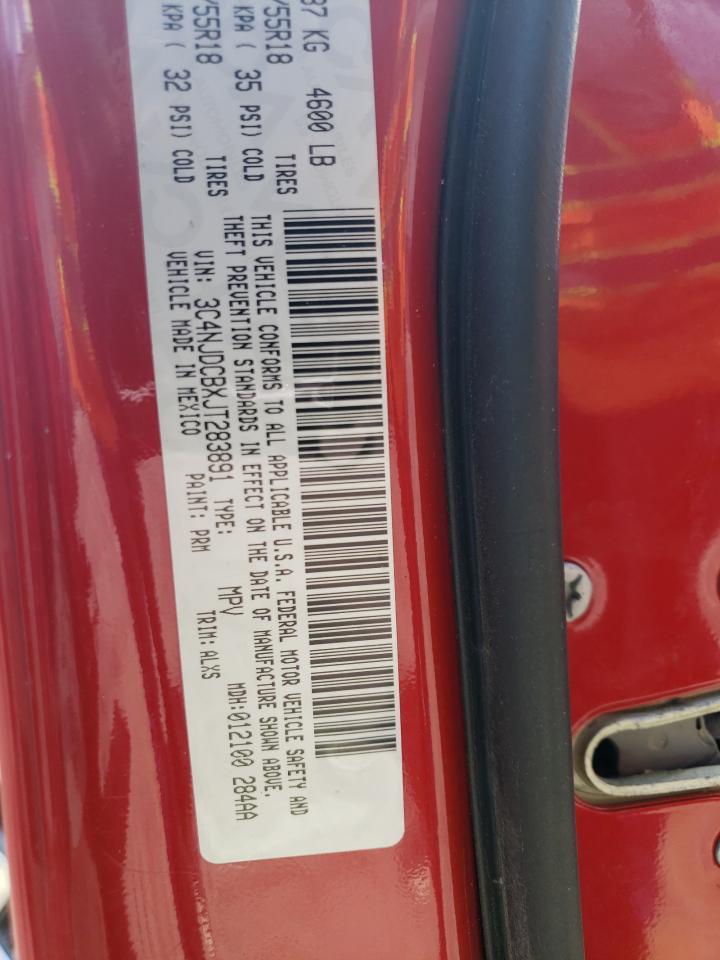 87 KG 4600 LB
/55R18 TIRES
KPA ( 35 PSI) COLD
/55R18 TIRES
KPA ( 32 PSI) COLD
THIS VEHICLE CONFORMS TO ALL APPLICABLE U.S.A. FEDERAL MOTOR VEHICLE SAFETY AND
THEFT PREVENTION STANDARDS IN EFFECT ON THE DATE OF MANUFACTURE SHOWN ABOVE.
VIN: 3C4NJDCBXJT283891 TYPE: MPV MDH:012100 284AA
VEHICLE MADE IN MEXICO PAINT: PRM TRIM: ALXS